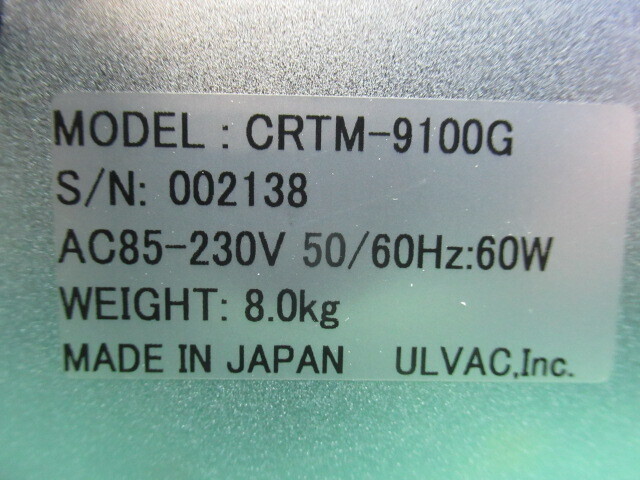 MODEL : CRTM-9100G
S/N: 002138
AC85-230V 50/60Hz:60W
WEIGHT: 8.0kg
MADE IN JAPAN ULVAC,Inc.